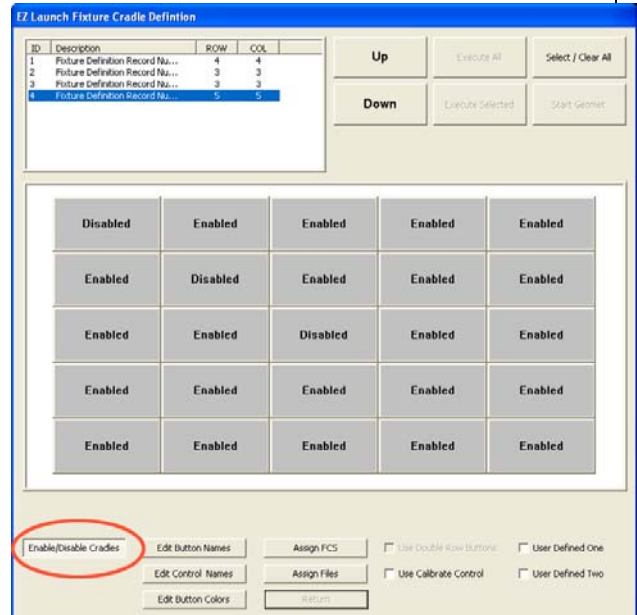 EZ Launch Fixture Cradle Defintion
ID Description ROW COL
1 Fixture Definition Record Nu... 4 4
2 Fixture Definition Record Nu... 3 3
3 Fixture Definition Record Nu... 3 3
4 Fixture Definition Record Nu... 5 5
Up Execute All Select / Clear All
Down Execute Selected Start Geomet
Disabled Enabled Enabled Enabled Enabled
Enabled Disabled Enabled Enabled Enabled
Enabled Enabled Disabled Enabled Enabled
Enabled Enabled Enabled Enabled Enabled
Enabled Enabled Enabled Enabled Enabled
Enable/Disable Cradles Edit Button Names Assign FCS Use Double Row Buttons User Defined One
Edit Control Names Assign Files Use Calibrate Control User Defined Two
Edit Button Colors Return